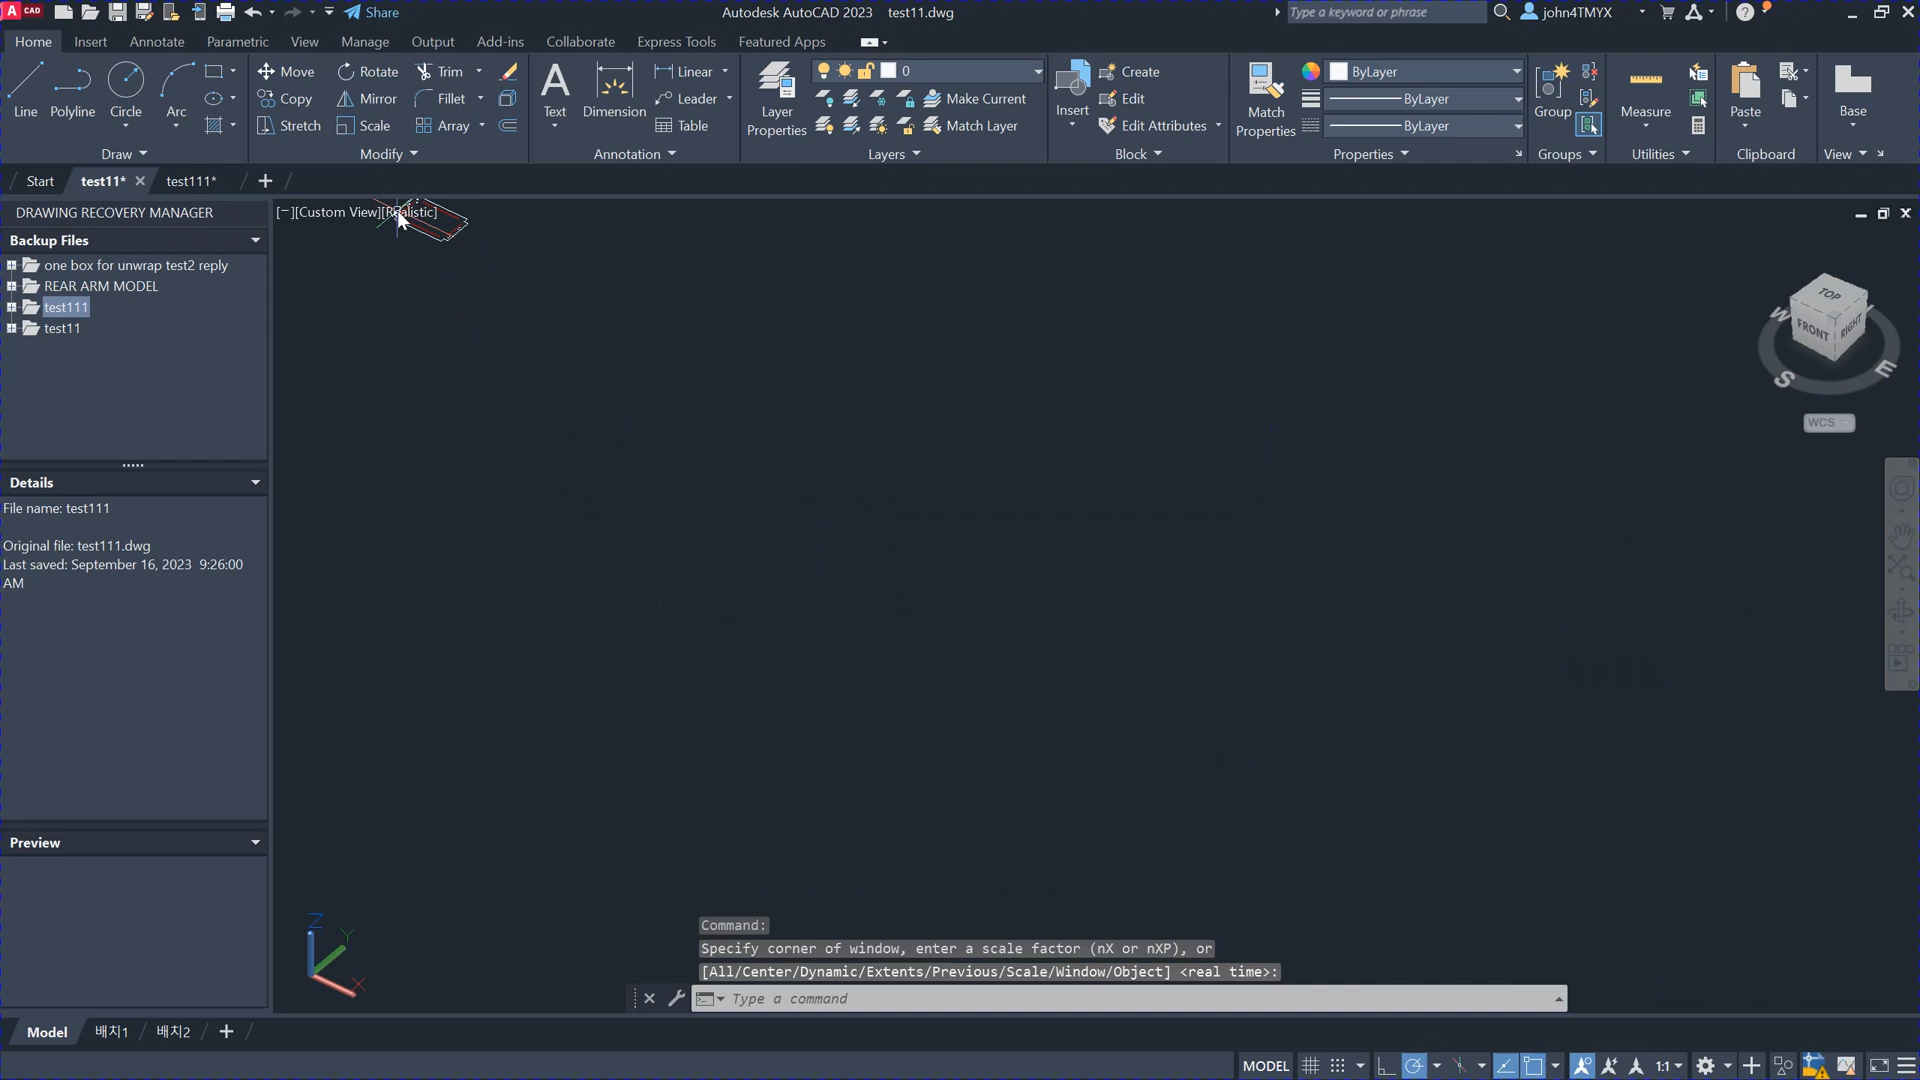 CAD
Share
Autodesk AutoCAD 2023 test11.dwg
Type a keyword or phrase
john4TMYX
Home Insert Annotate Parametric View Manage Output Add-ins Collaborate Express Tools Featured Apps
Line Polyline Circle Arc
Move Rotate Trim
Copy Mirror Fillet
Stretch Scale Array
Text Dimension
Linear
Leader
Table
Layer Properties
0
Make Current
Match Layer
Insert
Create
Edit
Edit Attributes
Match Properties
ByLayer
ByLayer
ByLayer
Group
Measure
Paste
Base
Draw Modify Annotation Layers Block Properties Groups Utilities Clipboard View
Start test11* test111*
DRAWING RECOVERY MANAGER
Backup Files
one box for unwrap test2 reply
REAR ARM MODEL
test111
test11
Details
File name: test111
Original file: test111.dwg
Last saved: September 16, 2023 9:26:00
AM
Preview
[−][Custom View][Realistic]
TOP
FRONT
RIGHT
W
S
E
WCS
Z
Y
X
Command:
Specify corner of window, enter a scale factor (nX or nXP), or
[All/Center/Dynamic/Extents/Previous/Scale/Window/Object] <real time>:
Type a command
Model 배치1 배치2
MODEL
1:1